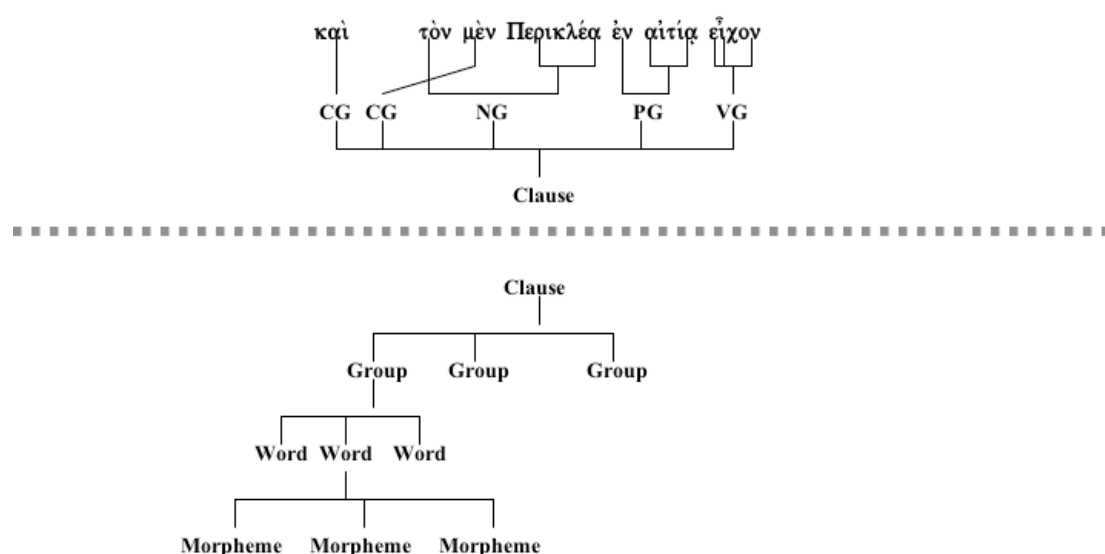 καὶ τὸν μὲν Περικλέα ἐν αἰτίᾳ εἶχον
CG CG NG PG VG
Clause
Clause
Group Group Group
Word Word Word
Morpheme Morpheme Morpheme